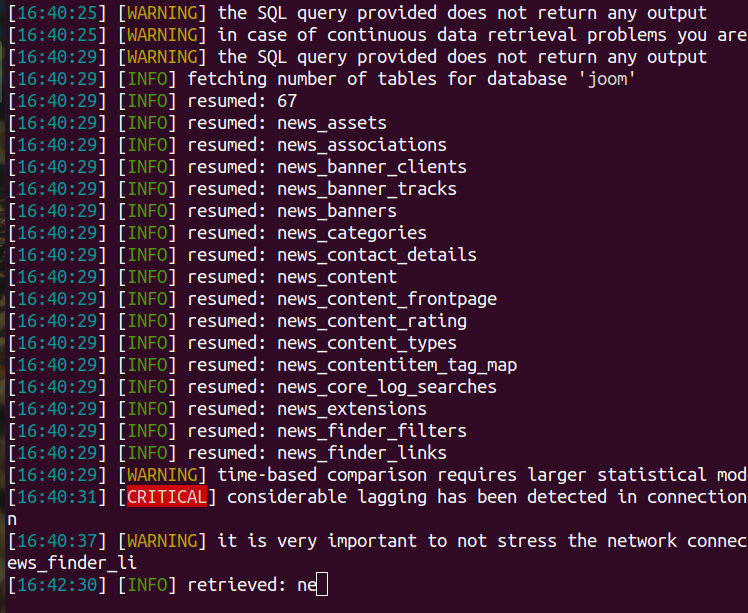 [16:40:25] [WARNING] the SQL query provided does not return any output
[16:40:25] [WARNING] in case of continuous data retrieval problems you are
[16:40:29] [WARNING] the SQL query provided does not return any output
[16:40:29] [INFO] fetching number of tables for database 'joom'
[16:40:29] [INFO] resumed: 67
[16:40:29] [INFO] resumed: news_assets
[16:40:29] [INFO] resumed: news_associations
[16:40:29] [INFO] resumed: news_banner_clients
[16:40:29] [INFO] resumed: news_banner_tracks
[16:40:29] [INFO] resumed: news_banners
[16:40:29] [INFO] resumed: news_categories
[16:40:29] [INFO] resumed: news_contact_details
[16:40:29] [INFO] resumed: news_content
[16:40:29] [INFO] resumed: news_content_frontpage
[16:40:29] [INFO] resumed: news_content_rating
[16:40:29] [INFO] resumed: news_content_types
[16:40:29] [INFO] resumed: news_contentitem_tag_map
[16:40:29] [INFO] resumed: news_core_log_searches
[16:40:29] [INFO] resumed: news_extensions
[16:40:29] [INFO] resumed: news_finder_filters
[16:40:29] [INFO] resumed: news_finder_links
[16:40:29] [WARNING] time-based comparison requires larger statistical mod
[16:40:31] [CRITICAL] considerable lagging has been detected in connection
n
[16:40:37] [WARNING] it is very important to not stress the network connec
ews_finder_li
[16:42:30] [INFO] retrieved: ne